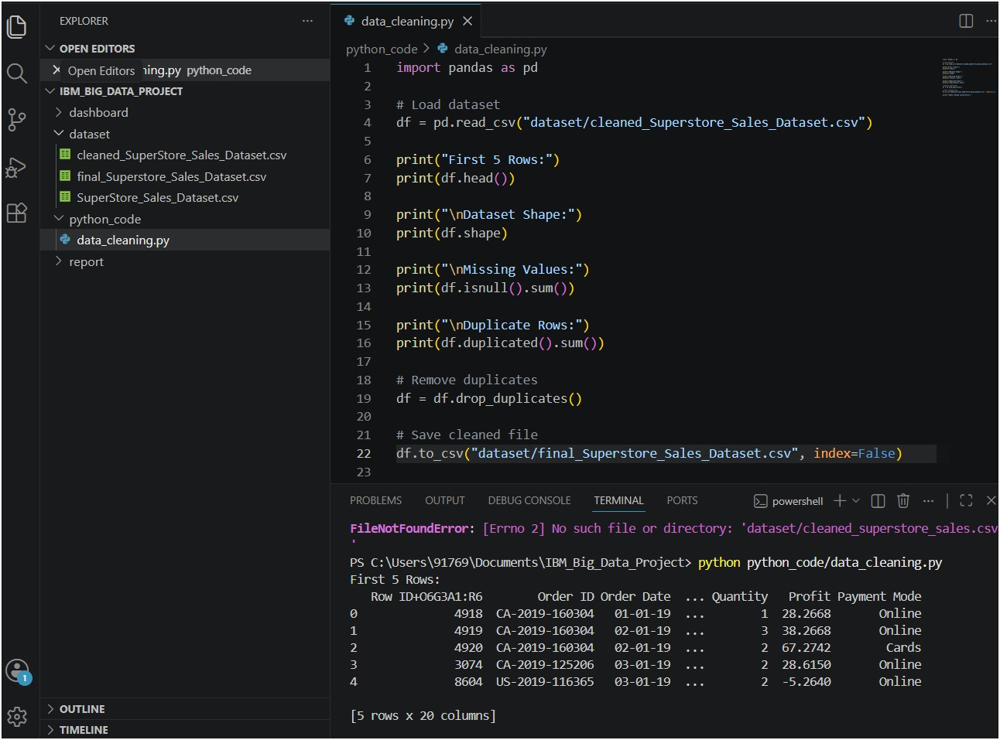 EXPLORER
OPEN EDITORS
Open Editors ning.py python_code
IBM_BIG_DATA_PROJECT
dashboard
dataset
cleaned_SuperStore_Sales_Dataset.csv
final_Superstore_Sales_Dataset.csv
SuperStore_Sales_Dataset.csv
python_code
data_cleaning.py
report
1
OUTLINE
TIMELINE
data_cleaning.py
python_code > data_cleaning.py
1 import pandas as pd
2
3 # Load dataset
4 df = pd.read_csv("dataset/cleaned_Superstore_Sales_Dataset.csv")
5
6 print("First 5 Rows:")
7 print(df.head())
8
9 print("\nDataset Shape:")
10 print(df.shape)
11
12 print("\nMissing Values:")
13 print(df.isnull().sum())
14
15 print("\nDuplicate Rows:")
16 print(df.duplicated().sum())
17
18 # Remove duplicates
19 df = df.drop_duplicates()
20
21 # Save cleaned file
22 df.to_csv("dataset/final_Superstore_Sales_Dataset.csv", index=False)
23
PROBLEMS OUTPUT DEBUG CONSOLE TERMINAL PORTS powershell
FileNotFoundError: [Errno 2] No such file or directory: 'dataset/cleaned_superstore_sales.csv
'
PS C:\Users\91769\Documents\IBM_Big_Data_Project> python python_code/data_cleaning.py
First 5 Rows:
Row ID+O6G3A1:R6 Order ID Order Date ... Quantity Profit Payment Mode
0 4918 CA-2019-160304 01-01-19 ... 1 28.2668 Online
1 4919 CA-2019-160304 02-01-19 ... 3 38.2668 Online
2 4920 CA-2019-160304 02-01-19 ... 2 67.2742 Cards
3 3074 CA-2019-125206 03-01-19 ... 2 28.6150 Online
4 8604 US-2019-116365 03-01-19 ... 2 -5.2640 Online
[5 rows x 20 columns]